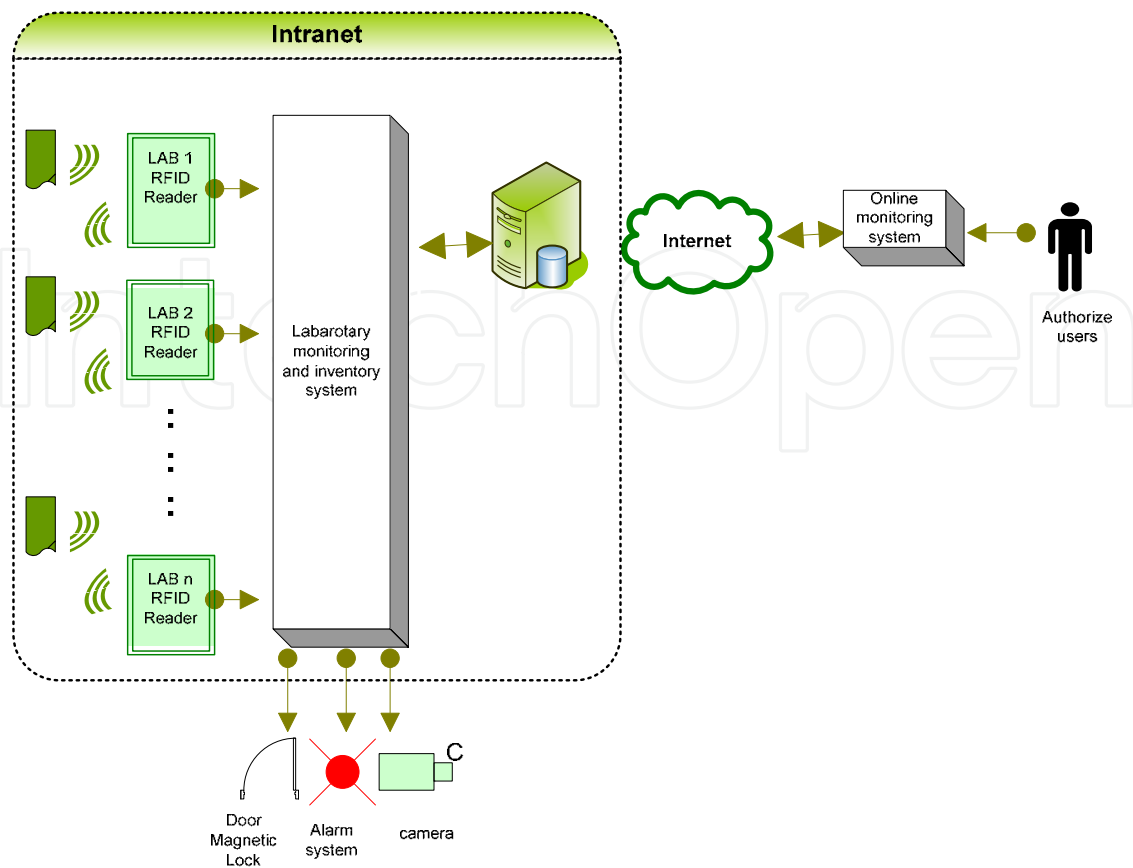 Intranet
LAB 1
RFID
Reader
LAB 2
RFID
Reader
LAB n
RFID
Reader
Labarotary
monitoring
and inventory
system
Internet
Online
monitoring
system
Authorize
users
C
Door
Magnetic
Lock
Alarm
system
camera
IntechOpen